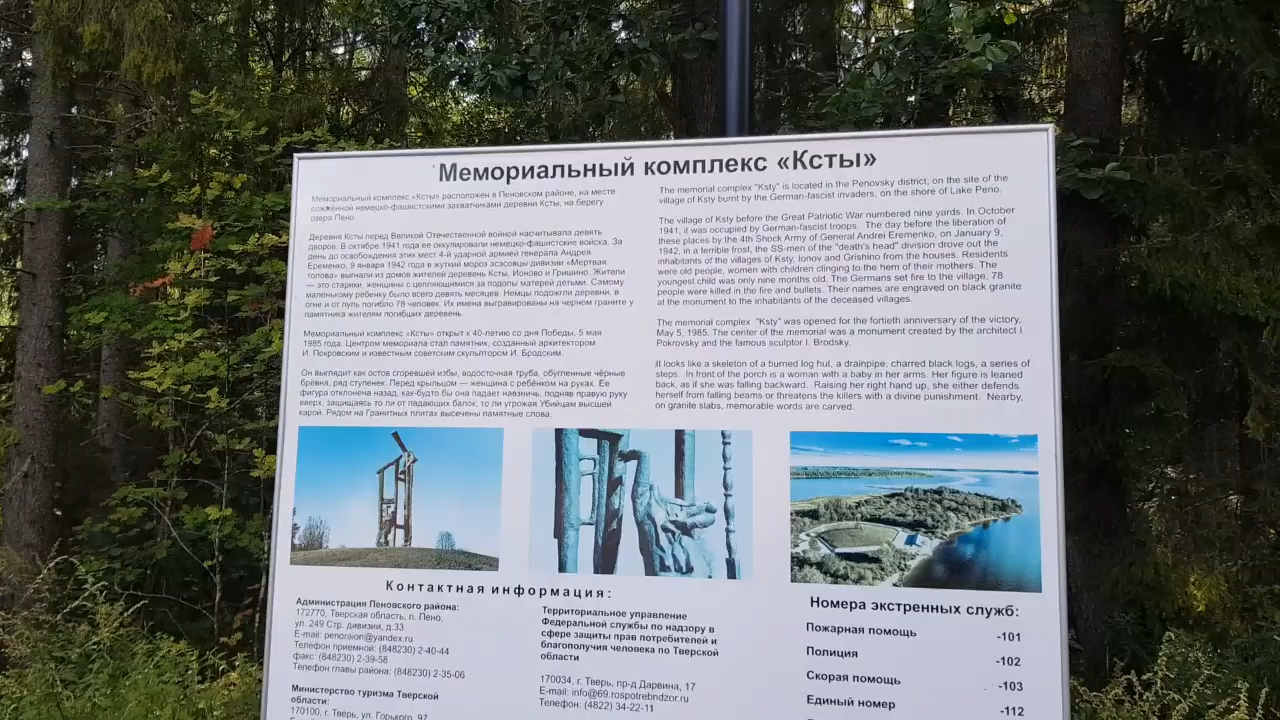 Мемориальный комплекс «Ксты»
Мемориальный комплекс «Ксты» расположен в Пеновском районе, на месте
сожжённой немецко-фашистскими захватчиками деревни Ксты, на берегу
озера Пено.
Деревня Ксты перед Великой Отечественной войной насчитывала девять
дворов. В октябре 1941 года ее оккупировали немецко-фашистские войска. За
день до освобождения этих мест 4-й ударной армией генерала Андрея
Еременко, 9 января 1942 года в жуткий мороз эсэсовцы дивизии «Мертвая
голова» выгнали из домов жителей деревень Ксты, Ионово и Гришино. Жители
— это старики, женщины с цепляющимися за подолы матерей детьми. Самому
маленькому ребенку было всего девять месяцев. Немцы подожгли деревни, в
огне и от пуль погибло 78 человек. Их имена выгравированы на черном граните у
памятника жителям погибших деревень.
Мемориальный комплекс «Ксты» открыт к 40-летию со дня Победы, 5 мая
1985 года. Центром мемориала стал памятник, созданный архитектором
И. Покровским и известным советским скульптором И. Бродским.
Он выглядит как остов сгоревшей избы, водосточная труба, обугленные чёрные
брёвна, ряд ступенек. Перед крыльцом — женщина с ребёнком на руках. Ее
фигура отклонена назад, как-будто бы она падает навзничь, подняв правую руку
вверх, защищаясь то ли от падающих балок, то ли угрожая Убийцам высшей
карой. Рядом на Гранитных плитах высечены памятные слова.
The memorial complex "Ksty" is located in the Penovsky district, on the site of the
village of Ksty burnt by the German-fascist invaders, on the shore of Lake Peno.
The village of Ksty before the Great Patriotic War numbered nine yards. In October
1941, it was occupied by German-fascist troops. The day before the liberation of
these places by the 4th Shock Army of General Andrei Eremenko, on January 9,
1942, in a terrible frost, the SS-men of the "death's head" division drove out the
inhabitants of the villages of Ksty, Ionov and Grishino from the houses. Residents
were old people, women with children clinging to the hem of their mothers. The
youngest child was only nine months old. The Germans set fire to the village, 78
people were killed in the fire and bullets. Their names are engraved on black granite
at the monument to the inhabitants of the deceased villages.
The memorial complex "Ksty" was opened for the fortieth anniversary of the victory,
May 5, 1985. The center of the memorial was a monument created by the architect I.
Pokrovsky and the famous sculptor I. Brodsky.
It looks like a skeleton of a burned log hut, a drainpipe, charred black logs, a series of
steps. In front of the porch is a woman with a baby in her arms. Her figure is leaned
back, as if she was falling backward. Raising her right hand up, she either defends
herself from falling beams or threatens the killers with a divine punishment. Nearby,
on granite slabs, memorable words are carved.
Контактная информация:
Администрация Пеновского района:
172770, Тверская область, п. Пено,
ул. 249 Стр. дивизии, д.33
E-mail: penoraion@yandex.ru
Телефон приемной: (848230) 2-40-44
факс: (848230) 2-39-58
Телефон главы района: (848230) 2-35-06
Министерство туризма Тверской
области:
170100, г. Тверь, ул. Горького, 97
Территориальное управление
Федеральной службы по надзору в
сфере защиты прав потребителей и
благополучия человека по Тверской
области
170034, г. Тверь, пр-д Дарвина, 17
E-mail: info@69.rospotrebndzor.ru
Телефон: (4822) 34-22-11
Номера экстренных служб:
Пожарная помощь -101
Полиция -102
Скорая помощь -103
Единый номер -112